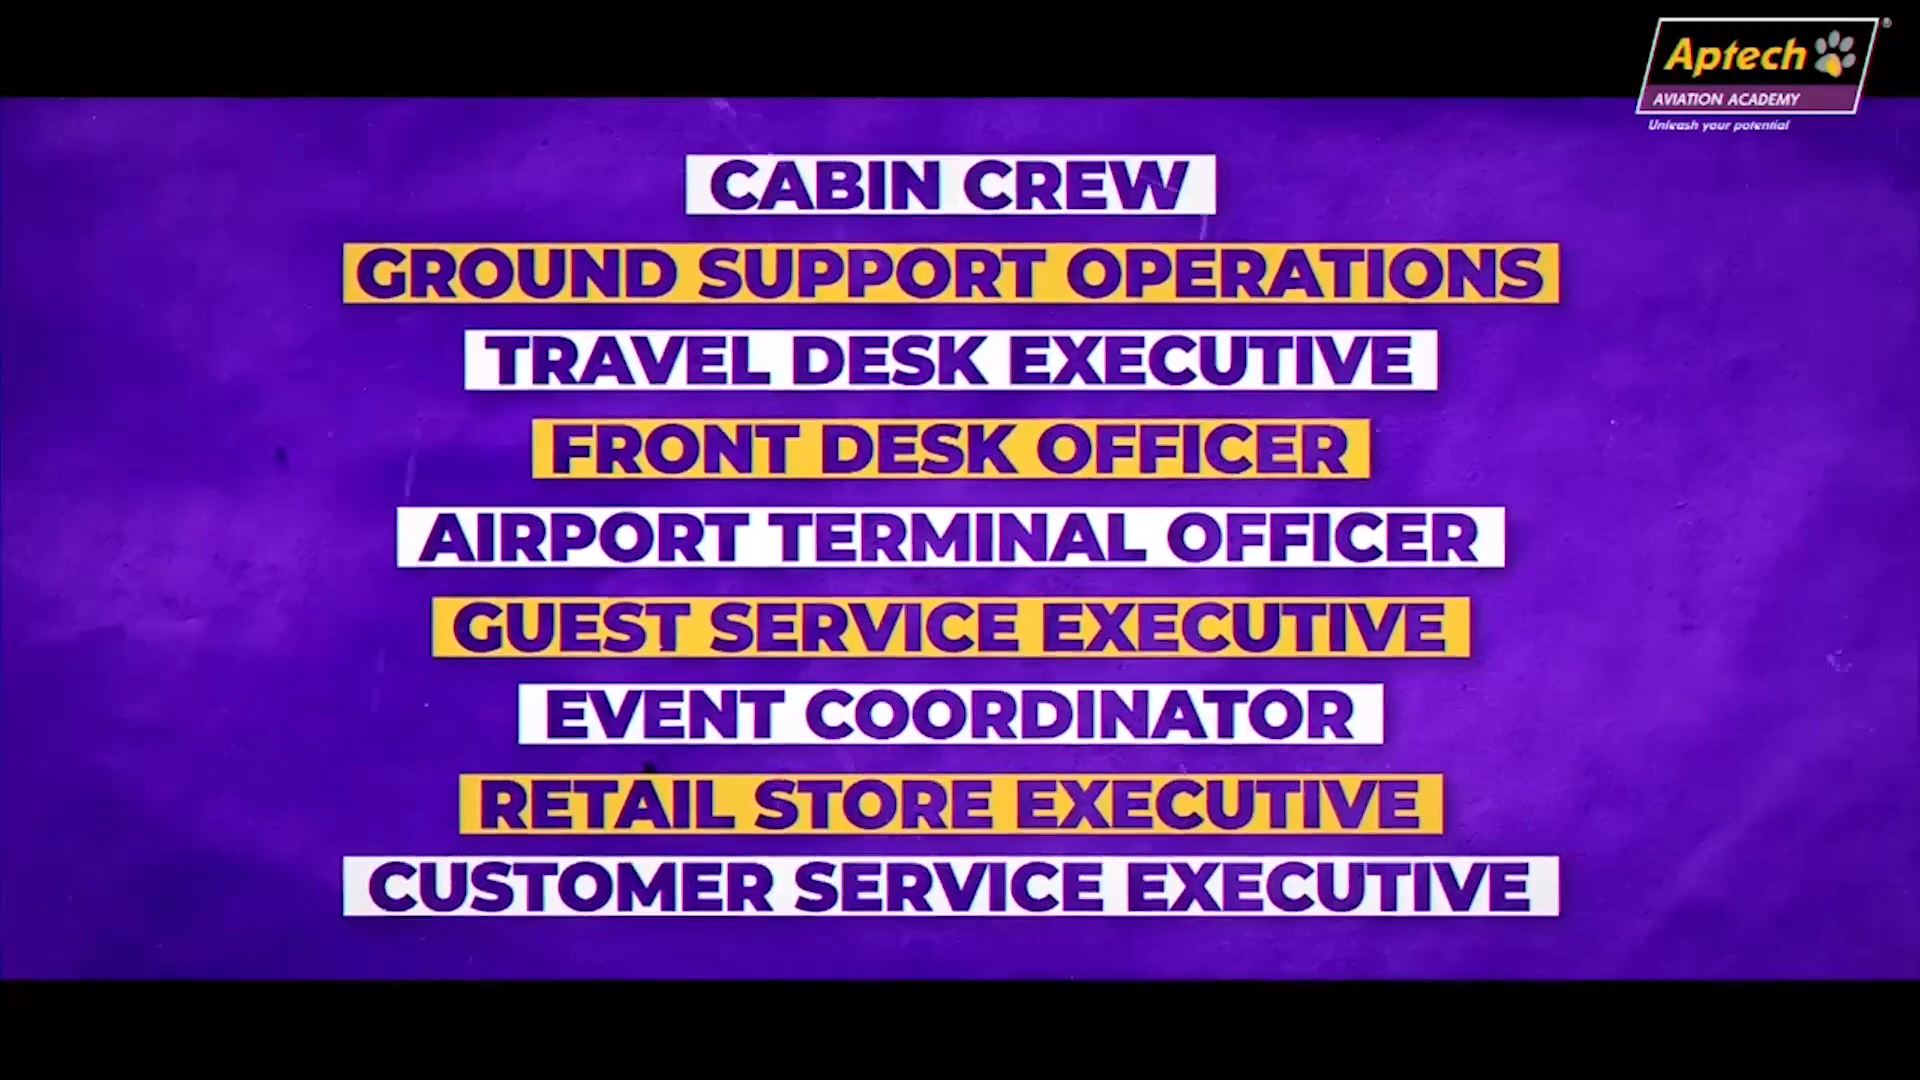 Aptech
AVIATION ACADEMY
Unleash your potential
CABIN CREW
GROUND SUPPORT OPERATIONS
TRAVEL DESK EXECUTIVE
FRONT DESK OFFICER
AIRPORT TERMINAL OFFICER
GUEST SERVICE EXECUTIVE
EVENT COORDINATOR
RETAIL STORE EXECUTIVE
CUSTOMER SERVICE EXECUTIVE